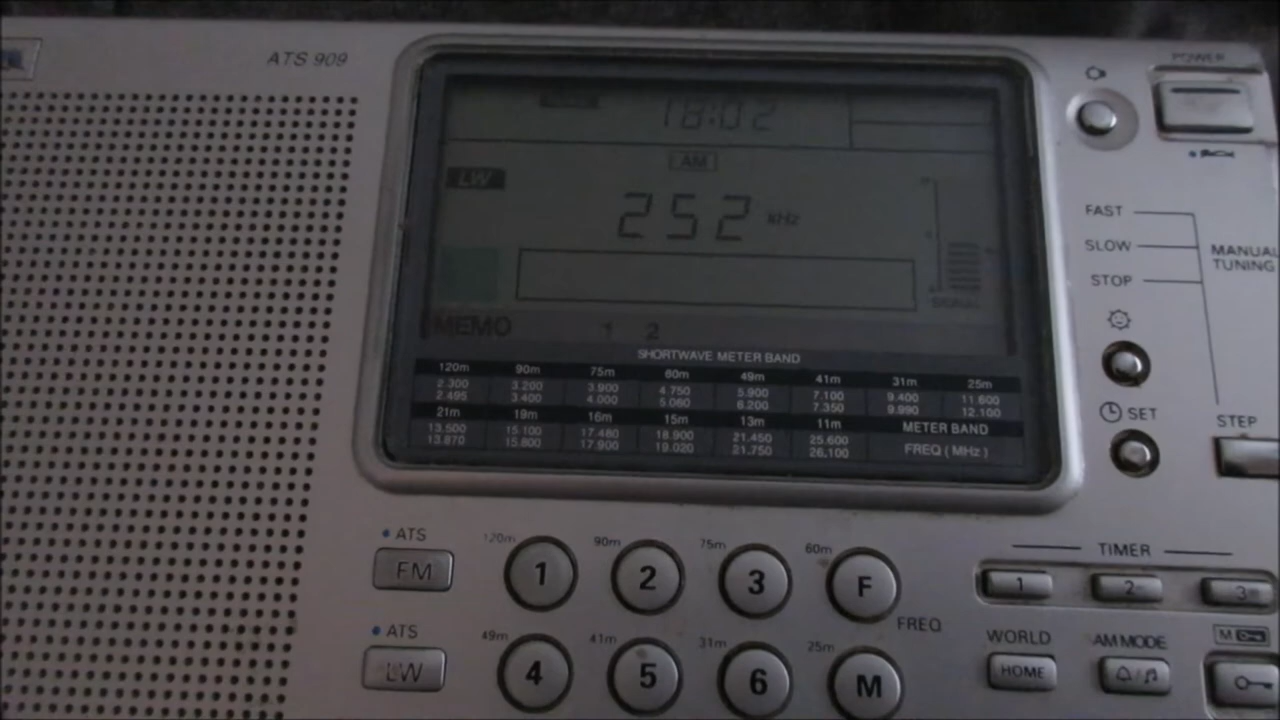 ATS 909
POWER
18:02
AM
LW
252 kHz
SIGNAL
MEMO 1 2
FAST
SLOW
STOP
MANUAL
TUNING
SET
STEP
SHORTWAVE METER BAND
120m 90m 75m 60m 49m 41m 31m 25m
2.300 3.200 3.900 4.750 5.900 7.100 9.400 11.600
2.495 3.400 4.000 5.060 6.200 7.350 9.990 12.100
21m 19m 16m 15m 13m 11m METER BAND
13.500 15.100 17.480 18.900 21.450 25.600 FREQ ( MHz )
13.870 15.800 17.900 19.020 21.750 26.100
ATS
FM
120m 90m 75m 60m
1 2 3 F
FREQ
TIMER
1 2 3
ATS
LW
49m 41m 31m 25m
4 5 6 M
WORLD
HOME
AM MODE
M